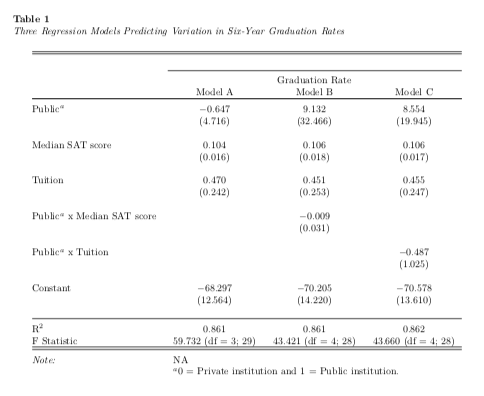 Table 1
Three Regression Models Predicting Variation in Six-Year Graduation Rates
Graduation Rate
Model A Model B Model C
Publicᵃ −0.647 9.132 8.554
(4.716) (32.466) (19.945)
Median SAT score 0.104 0.106 0.106
(0.016) (0.018) (0.017)
Tuition 0.470 0.451 0.455
(0.242) (0.253) (0.247)
Publicᵃ x Median SAT score −0.009
(0.031)
Publicᵃ x Tuition −0.487
(1.025)
Constant −68.297 −70.205 −70.578
(12.564) (14.220) (13.610)
R² 0.861 0.861 0.862
F Statistic 59.732 (df = 3; 29) 43.421 (df = 4; 28) 43.660 (df = 4; 28)
Note: NA
ᵃ0 = Private institution and 1 = Public institution.